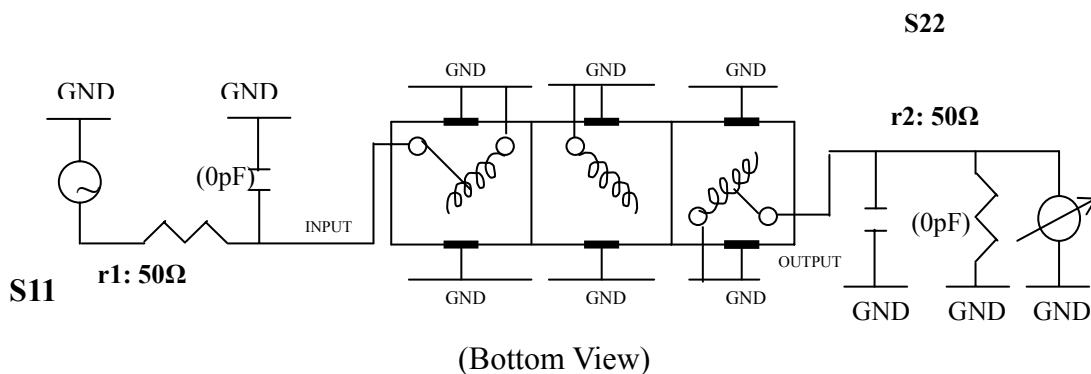 S22
GND
GND
GND
GND
GND
r2: 50Ω
(0pF)
(0pF)
INPUT
r1: 50Ω
S11
OUTPUT
GND
GND
GND
GND
GND
GND
(Bottom View)